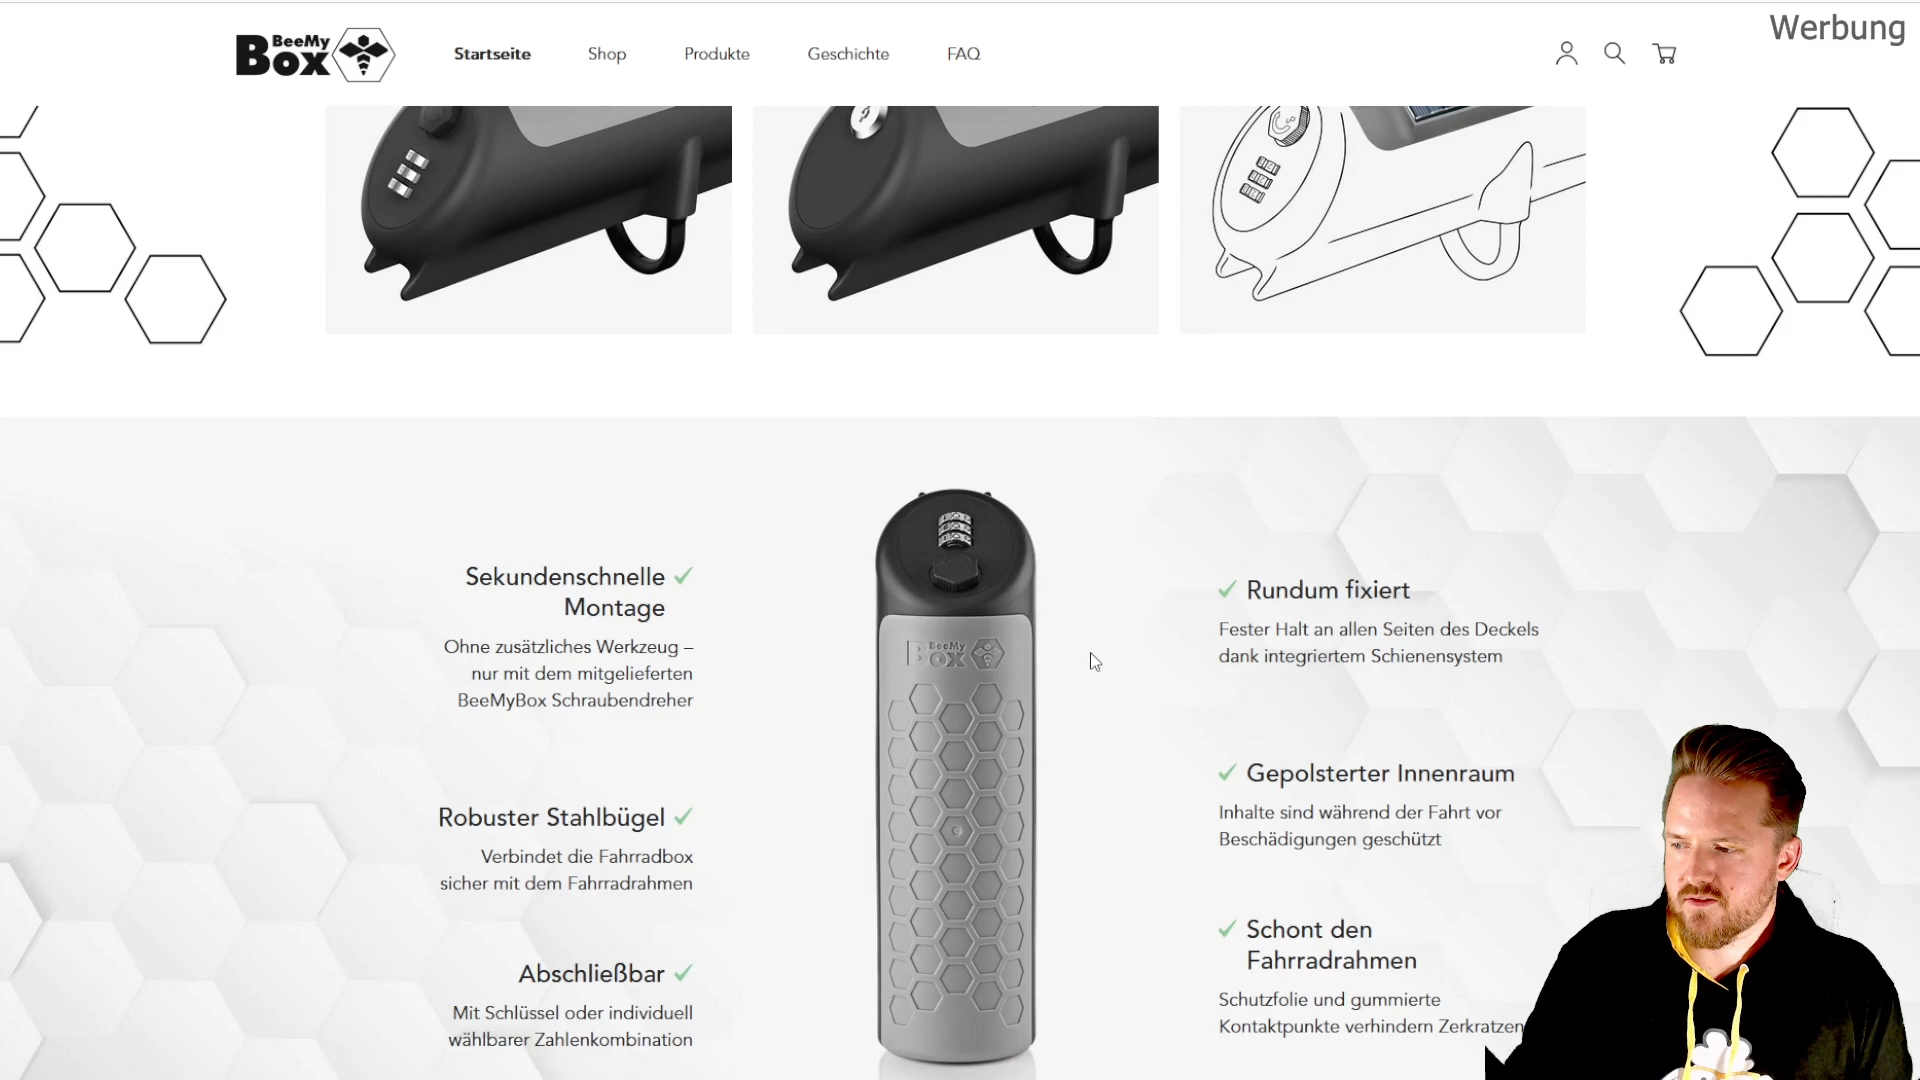 Werbung
BeeMy
Box
Startseite
Shop
Produkte
Geschichte
FAQ
BeeMy
Box
Sekundenschnelle
Montage
Ohne zusätzliches Werkzeug –
nur mit dem mitgelieferten
BeeMyBox Schraubendreher
Robuster Stahlbügel
Verbindet die Fahrradbox
sicher mit dem Fahrradrahmen
Abschließbar
Mit Schlüssel oder individuell
wählbarer Zahlenkombination
Rundum fixiert
Fester Halt an allen Seiten des Deckels
dank integriertem Schienensystem
Gepolsterter Innenraum
Inhalte sind während der Fahrt vor
Beschädigungen geschützt
Schont den
Fahrradrahmen
Schutzfolie und gummierte
Kontaktpunkte verhindern Zerkratzen